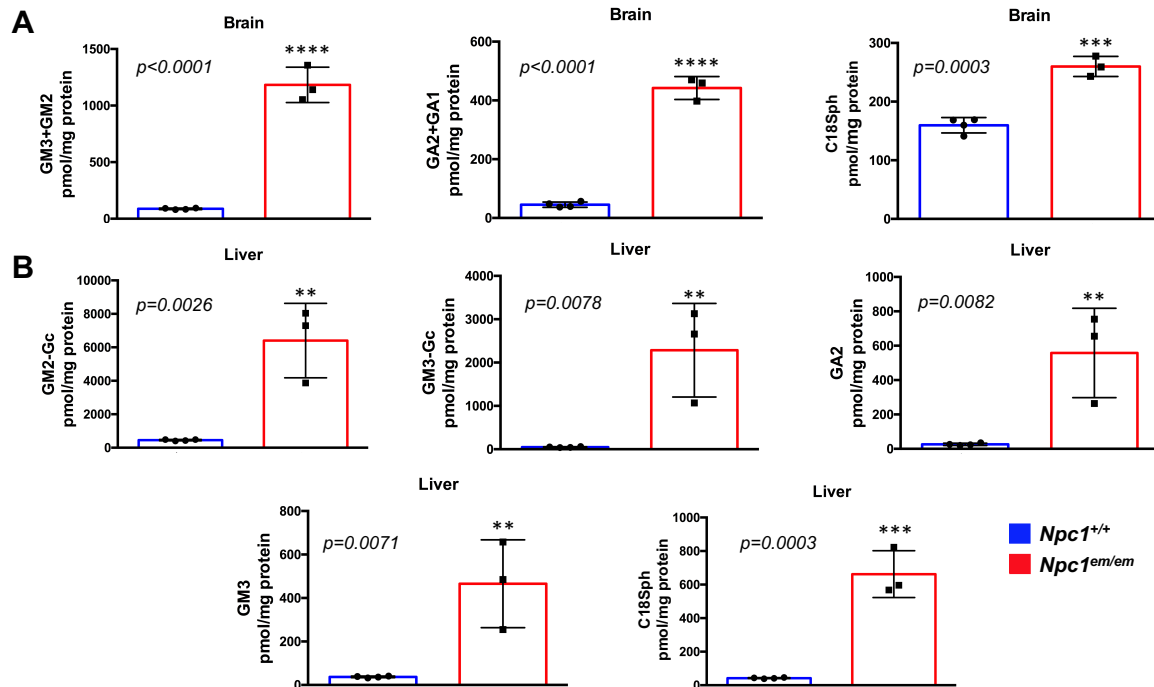 A
Brain
GM3+GM2
pmol/mg protein
1500
1000
500
0
p<0.0001
****
Brain
GA2+GA1
pmol/mg protein
600
400
200
0
p<0.0001
****
Brain
C18Sph
pmol/mg protein
300
200
100
0
p=0.0003
***
B
Liver
GM2-Gc
pmol/mg protein
10000
8000
6000
4000
2000
0
p=0.0026
**
Liver
GM3-Gc
pmol/mg protein
4000
3000
2000
1000
0
p=0.0078
**
Liver
GA2
pmol/mg protein
1000
800
600
400
200
0
p=0.0082
**
Liver
GM3
pmol/mg protein
800
600
400
200
0
p=0.0071
**
Liver
C18Sph
pmol/mg protein
1000
800
600
400
200
0
p=0.0003
***
Npc1+/+
Npc1em/em